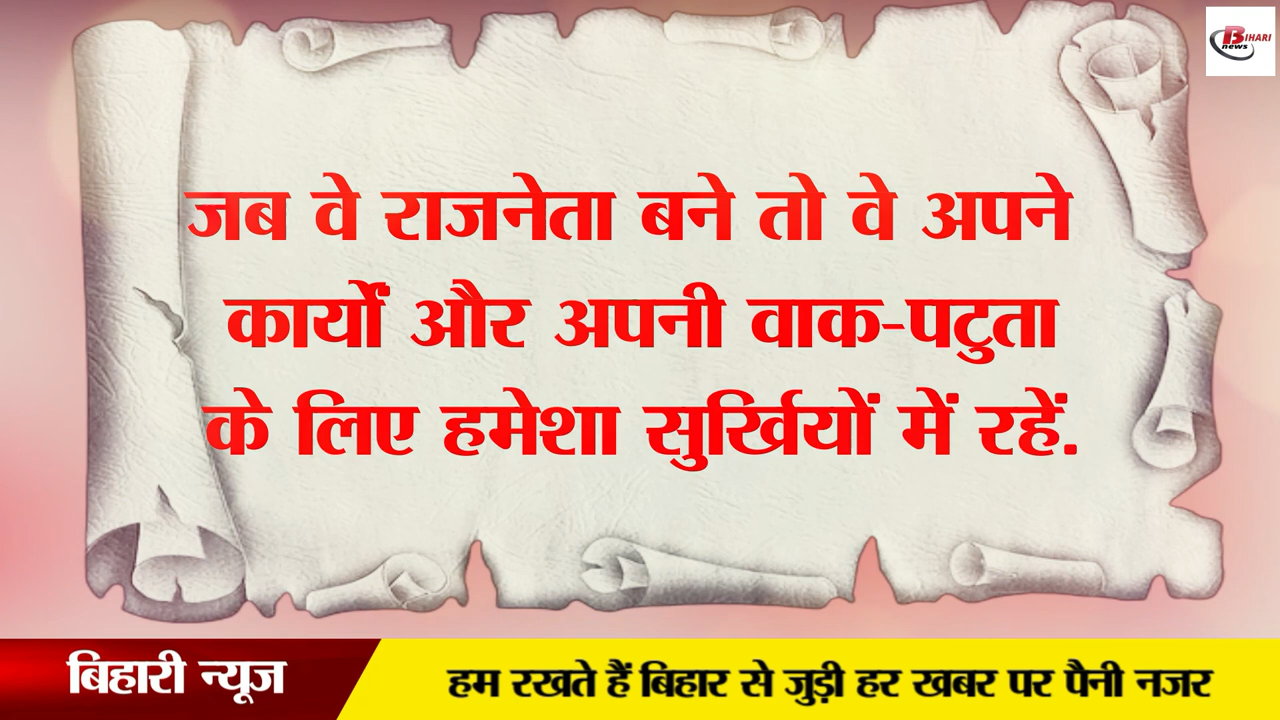 BIHARI
news
जब वे राजनेता बने तो वे अपने
कार्यों और अपनी वाक-पटुता
के लिए हमेशा सुर्खियों में रहें.
बिहारी न्यूज
हम रखते हैं बिहार से जुड़ी हर खबर पर पैनी नजर